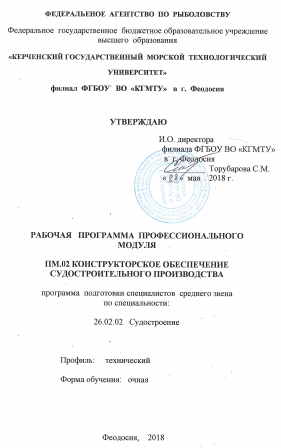 ФЕДЕРАЛЬНОЕ АГЕНТСТВО ПО РЫБОЛОВСТВУ
Федеральное государственное бюджетное образовательное учреждение
высшего образования
«КЕРЧЕНСКИЙ ГОСУДАРСТВЕННЫЙ МОРСКОЙ ТЕХНОЛОГИЧЕСКИЙ
УНИВЕРСИТЕТ»
филиал ФГБОУ ВО «КГМТУ» в г. Феодосия
УТВЕРЖДАЮ
И.О. директора
филиала ФГБОУ ВО «КГМТУ»
в г. Феодосия
Торубарова С.М.
мая 2018 г.
РАБОЧАЯ ПРОГРАММА ПРОФЕССИОНАЛЬНОГО
МОДУЛЯ
ПМ.02 КОНСТРУКТОРСКОЕ ОБЕСПЕЧЕНИЕ
СУДОСТРОИТЕЛЬНОГО ПРОИЗВОДСТВА
программа подготовки специалистов среднего звена
по специальности:
26.02.02 Судостроение
Профиль: технический
Форма обучения: очная
Феодосия, 2018